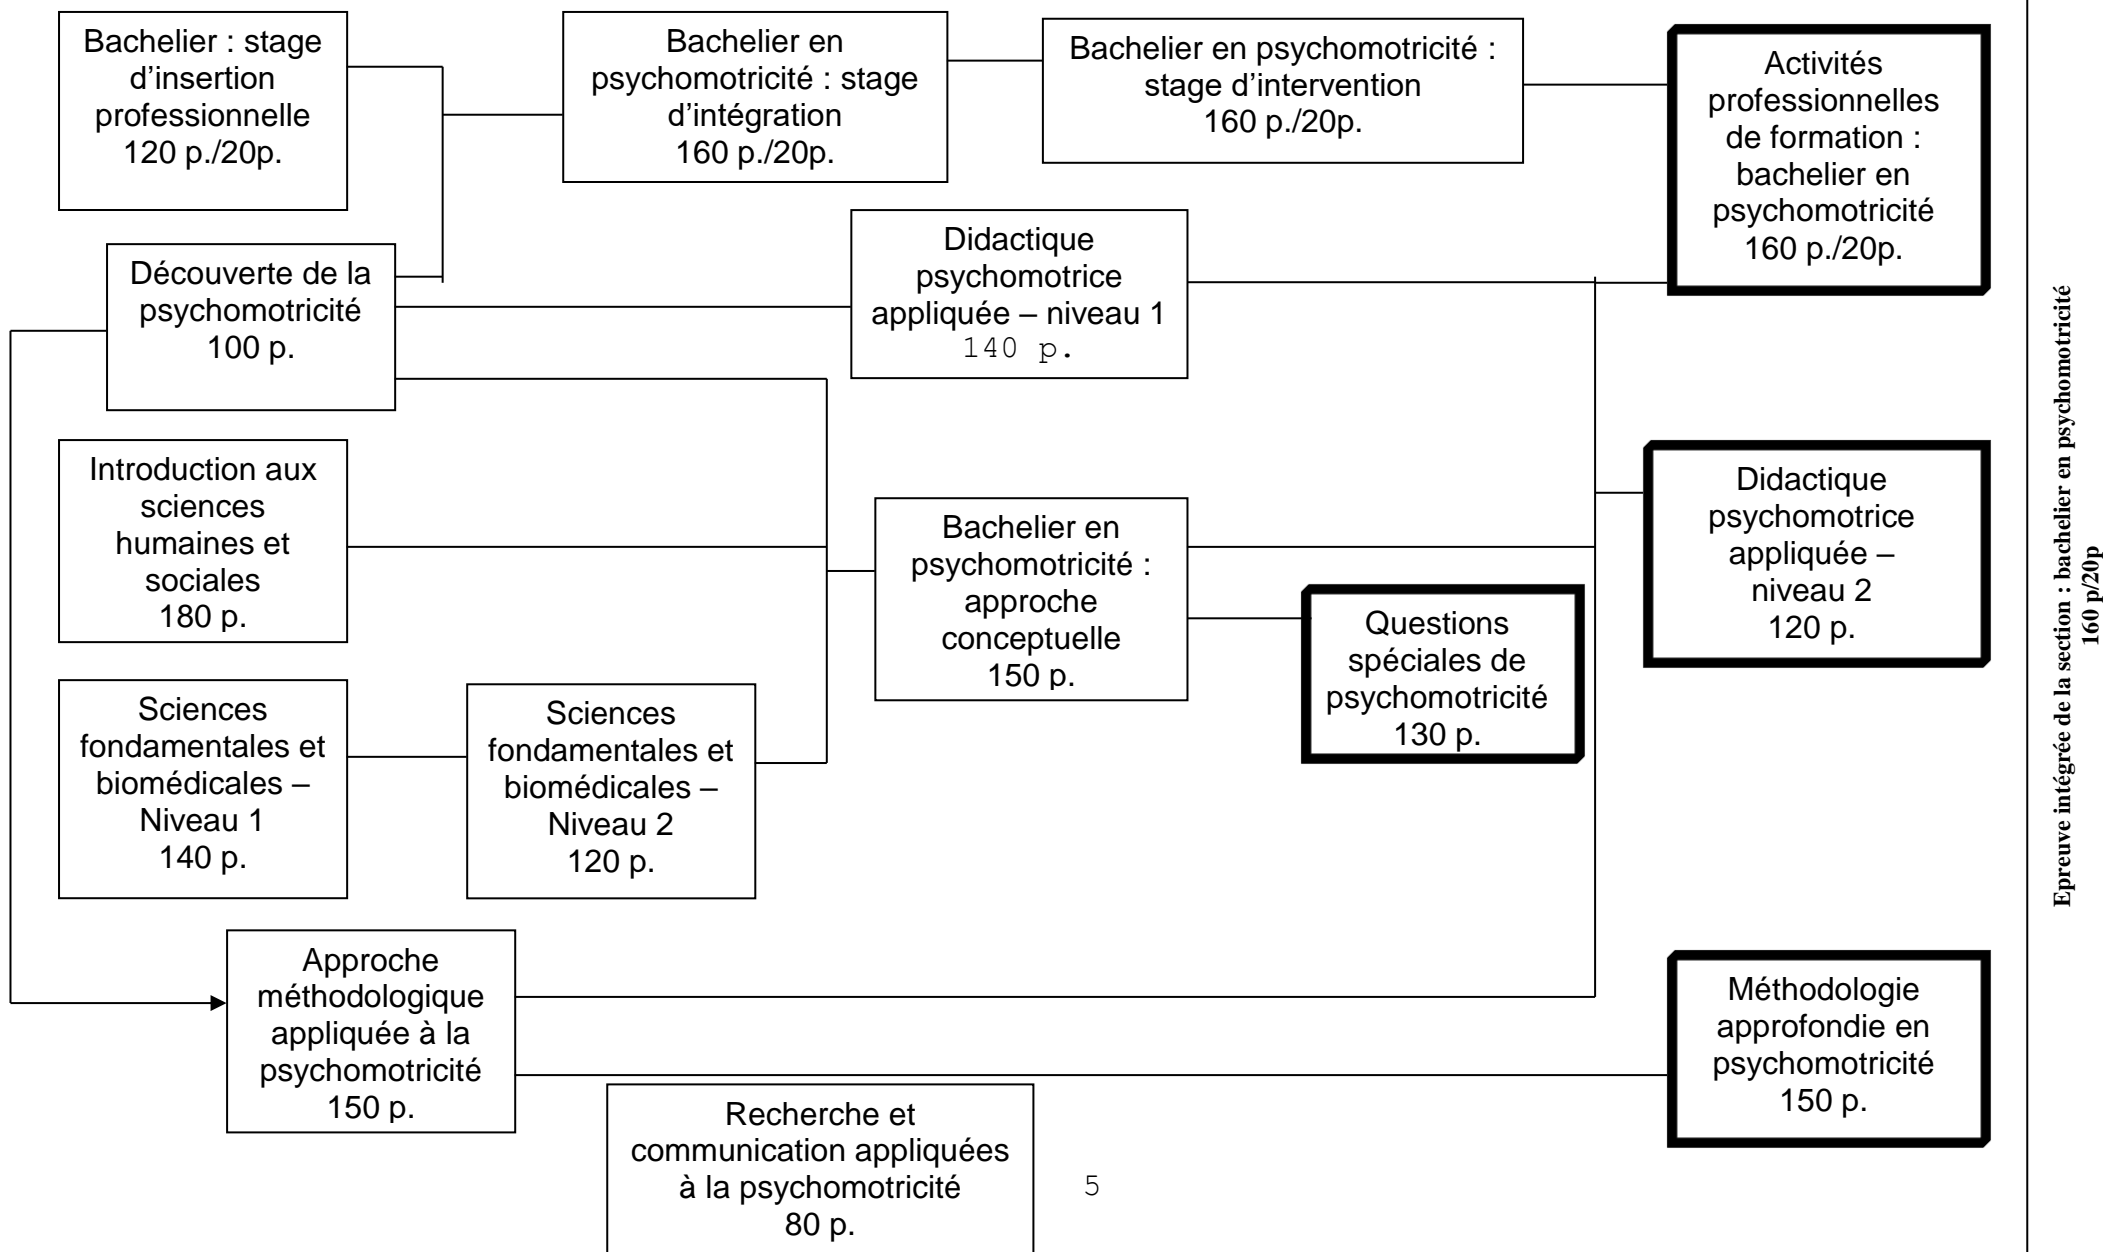 Bachelier : stage
d’insertion
professionnelle
120 p./20p.
Bachelier en
psychomotricité : stage
d’intégration
160 p./20p.
Bachelier en psychomotricité :
stage d’intervention
160 p./20p.
Activités
professionnelles
de formation :
bachelier en
psychomotricité
160 p./20p.
Découverte de la
psychomotricité
100 p.
Didactique
psychomotrice
appliquée – niveau 1
140 p.
Introduction aux
sciences
humaines et
sociales
180 p.
Bachelier en
psychomotricité :
approche
conceptuelle
150 p.
Didactique
psychomotrice
appliquée –
niveau 2
120 p.
Questions
spéciales de
psychomotricité
130 p.
Sciences
fondamentales et
biomédicales –
Niveau 1
140 p.
Sciences
fondamentales et
biomédicales –
Niveau 2
120 p.
Approche
méthodologique
appliquée à la
psychomotricité
150 p.
Méthodologie
approfondie en
psychomotricité
150 p.
Recherche et
communication appliquées
à la psychomotricité
80 p.
5
Epreuve intégrée de la section : bachelier en psychomotricité
160 p/20p